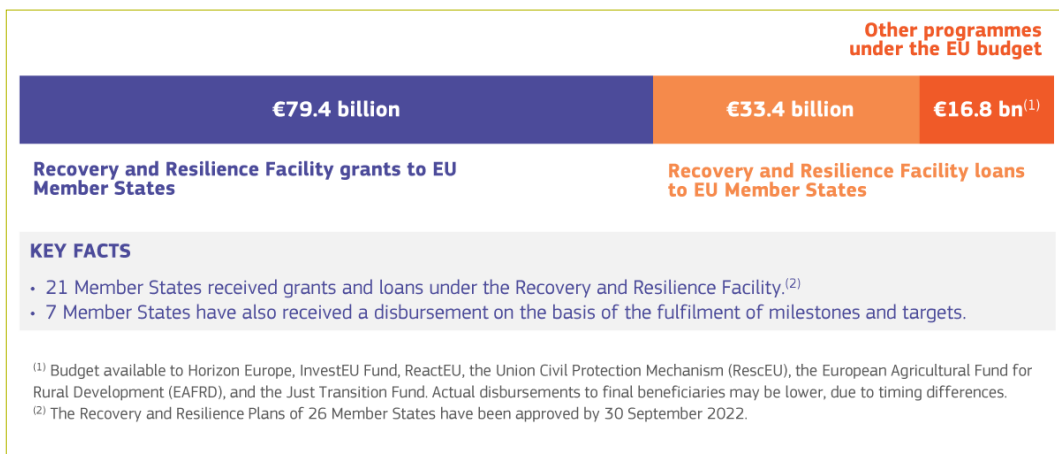 Other programmes
under the EU budget
€79.4 billion
€33.4 billion
€16.8 bn(1)
Recovery and Resilience Facility grants to EU
Member States
Recovery and Resilience Facility loans
to EU Member States
KEY FACTS
• 21 Member States received grants and loans under the Recovery and Resilience Facility.(2)
• 7 Member States have also received a disbursement on the basis of the fulfilment of milestones and targets.
(1) Budget available to Horizon Europe, InvestEU Fund, ReactEU, the Union Civil Protection Mechanism (RescEU), the European Agricultural Fund for
Rural Development (EAFRD), and the Just Transition Fund. Actual disbursements to final beneficiaries may be lower, due to timing differences.
(2) The Recovery and Resilience Plans of 26 Member States have been approved by 30 September 2022.